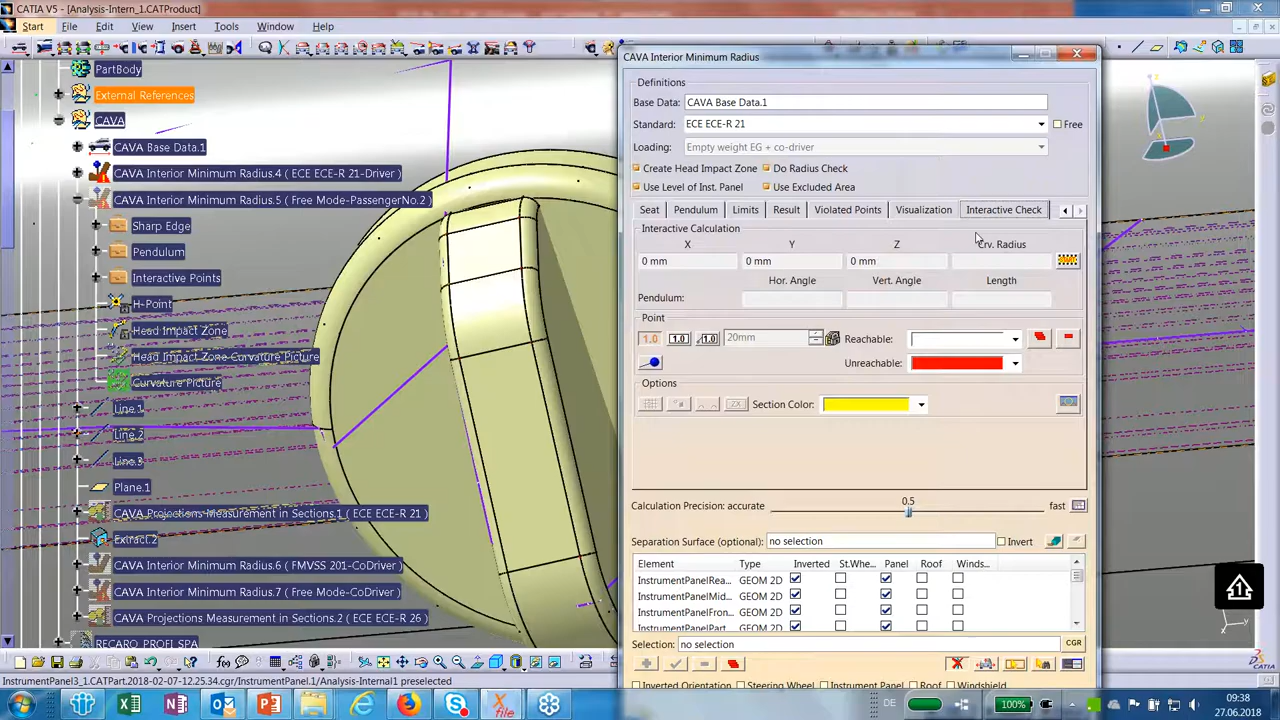 CATIA V5 - [Analysis-Intern_1.CATProduct]
Start File Edit View Insert Tools Window Help
PartBody
External References
CAVA
CAVA Base Data.1
CAVA Interior Minimum Radius.4 ( ECE ECE-R 21-Driver )
CAVA Interior Minimum Radius.5 ( Free Mode-PassengerNo.2 )
Sharp Edge
Pendulum
Interactive Points
H-Point
Head Impact Zone
Head Impact Zone Curvature Picture
Curvature Picture
Line.1
Line.2
Line.3
Plane.1
CAVA Projections Measurement in Sections.1 ( ECE ECE-R 21 )
Extract.2
CAVA Interior Minimum Radius.6 ( FMVSS 201-CoDriver )
CAVA Interior Minimum Radius.7 ( Free Mode-CoDriver )
CAVA Projections Measurement in Sections.2 ( ECE ECE-R 26 )
RECARO_PROFI_SPA
CAVA Interior Minimum Radius
Definitions
Base Data: CAVA Base Data.1
Standard: ECE ECE-R 21 Free
Loading: Empty weight EG + co-driver
Create Head Impact Zone Do Radius Check
Use Level of Inst. Panel Use Excluded Area
Seat Pendulum Limits Result Violated Points Visualization Interactive Check
Interactive Calculation
X Y Z Crv. Radius
0 mm 0 mm 0 mm
Hor. Angle Vert. Angle Length
Pendulum:
Point
1.0 1.0 1.0 20mm Reachable:
Unreachable:
Options
Section Color:
Calculation Precision: accurate 0.5 fast
Separation Surface (optional): no selection Invert
Element Type Inverted St.Whe... Panel Roof Winds...
InstrumentPanelRea... GEOM 2D
InstrumentPanelMid... GEOM 2D
InstrumentPanelFron... GEOM 2D
InstrumentPanelPart... GEOM 2D
Selection: no selection CGR
Inverted Orientation Steering Wheel Instrument Panel Roof Windshield
InstrumentPanel3_1.CATPart.2018-02-07-12.25.34.cgr/InstrumentPanel.1/Analysis-Internal1 preselected
file
DE 100% 09:38
27.06.2018